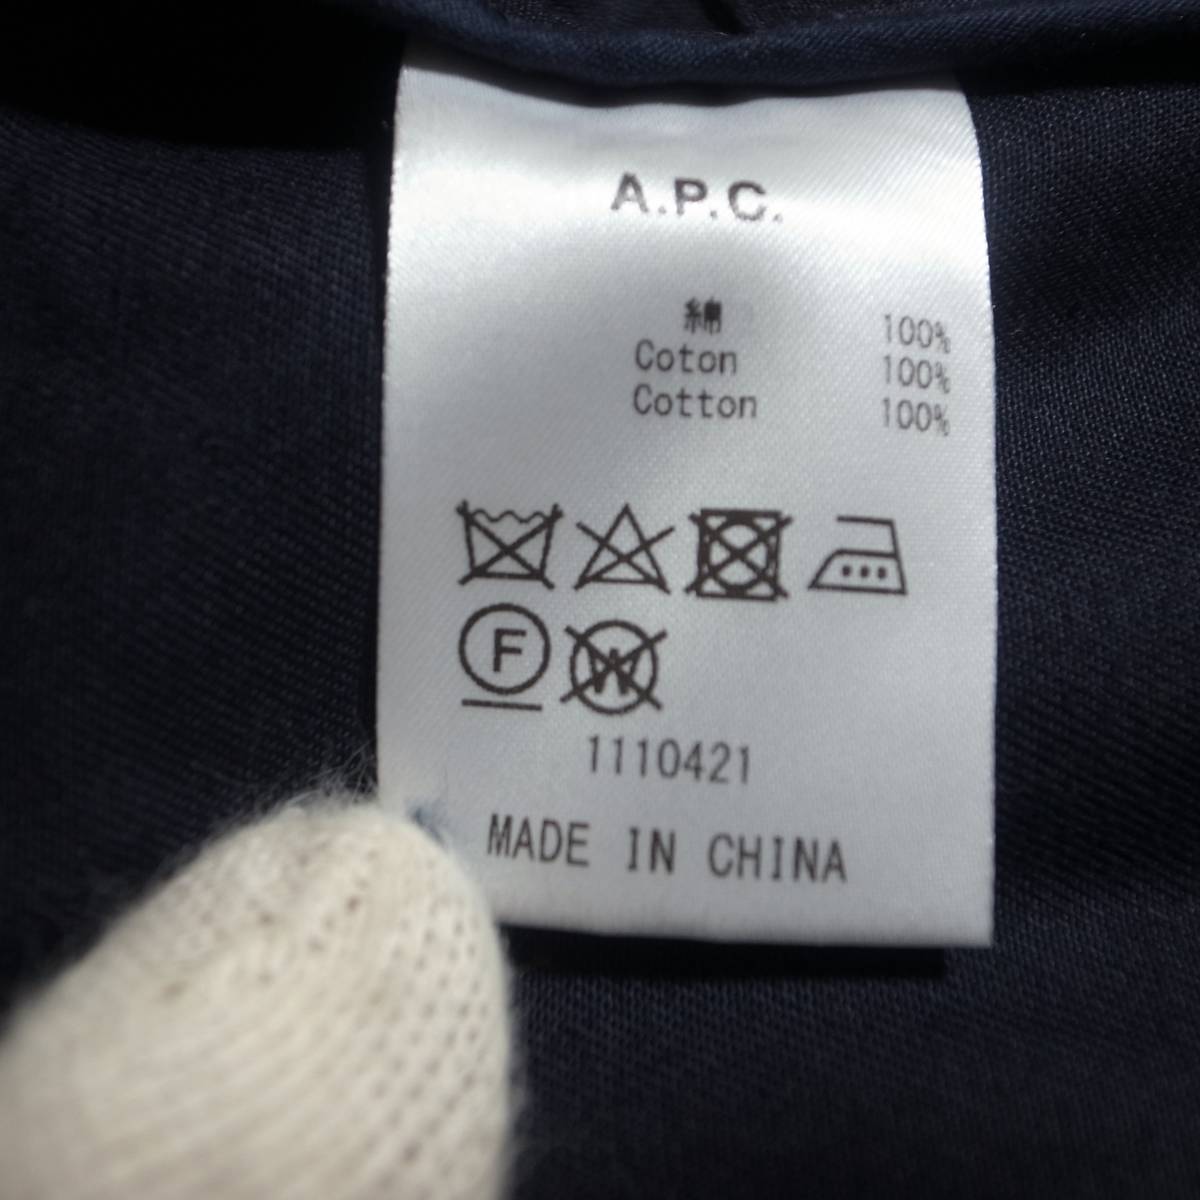 A.P.C.
綿 100%
Coton 100%
Cotton 100%
F W
1110421
MADE IN CHINA